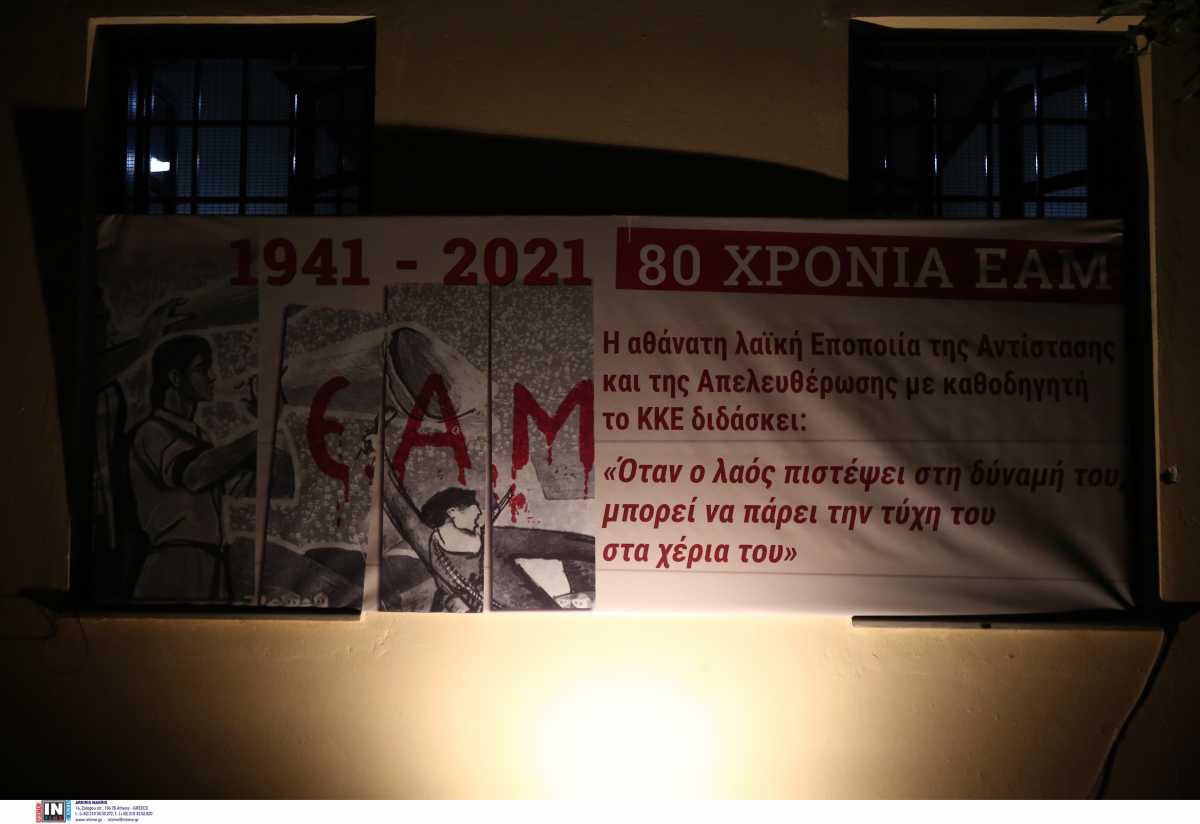 1941 - 2021
80 ΧΡΟΝΙΑ ΕΑΜ
Η αθάνατη λαϊκή Εποποιία της Αντίστασης
και της Απελευθέρωσης με καθοδηγητή
το ΚΚΕ διδάσκει:
«Όταν ο λαός πιστέψει στη δύναμή του,
μπορεί να πάρει την τύχη του
στα χέρια του»
ΕΑΜ
IN